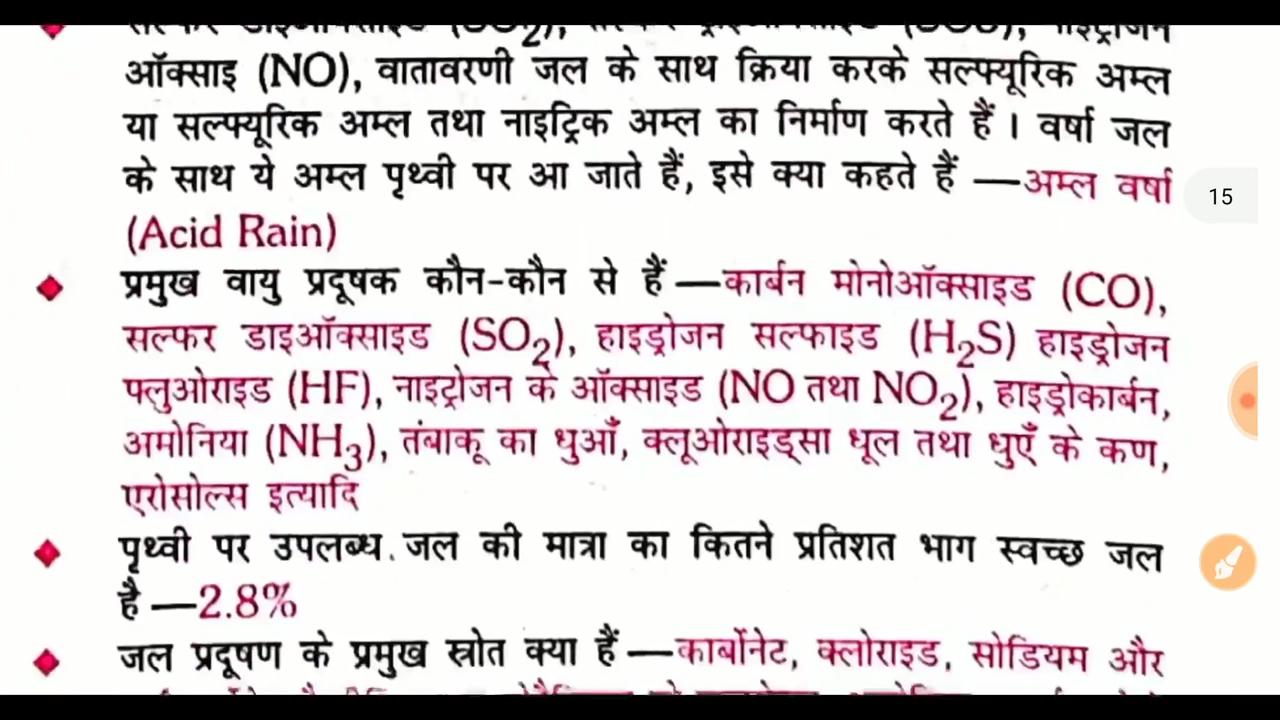 ऑक्साइ (NO), वातावरणी जल के साथ क्रिया करके सल्फ्यूरिक अम्ल
या सल्फ्यूरिक अम्ल तथा नाइट्रिक अम्ल का निर्माण करते हैं । वर्षा जल
के साथ ये अम्ल पृथ्वी पर आ जाते हैं, इसे क्या कहते हैं —अम्ल वर्षा
(Acid Rain)
15
प्रमुख वायु प्रदूषक कौन-कौन से हैं —कार्बन मोनोऑक्साइड (CO),
सल्फर डाइऑक्साइड (SO₂), हाइड्रोजन सल्फाइड (H₂S) हाइड्रोजन
फ्लुओराइड (HF), नाइट्रोजन के ऑक्साइड (NO तथा NO₂), हाइड्रोकार्बन,
अमोनिया (NH₃), तंबाकू का धुआँ, क्लूओराइड्सा धूल तथा धुएँ के कण,
एरोसोल्स इत्यादि
पृथ्वी पर उपलब्ध जल की मात्रा का कितने प्रतिशत भाग स्वच्छ जल
है —2.8%
जल प्रदूषण के प्रमुख स्रोत क्या हैं —कार्बोनेट, क्लोराइड, सोडियम और